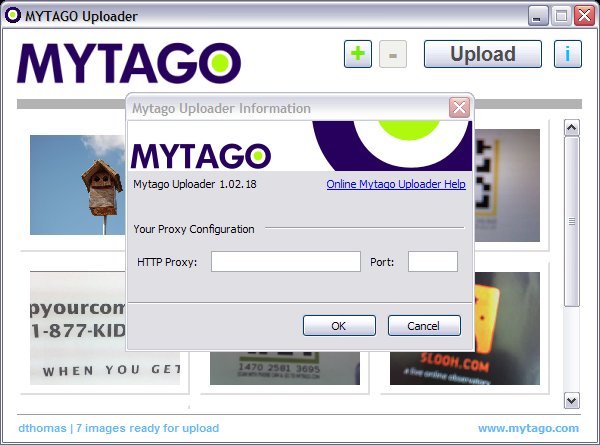 MYTAGO Uploader
MYTAGO
+
-
Upload
i
Mytago Uploader Information
MYTAGO
Mytago Uploader 1.02.18
Online Mytago Uploader Help
Your Proxy Configuration
HTTP Proxy:
Port:
OK
Cancel
pyourcom
1-877-KID
WHEN YOU GET
1470 2581 3695
SLOOH.COM
a live online observatory
dthomas | 7 images ready for upload
www.mytago.com